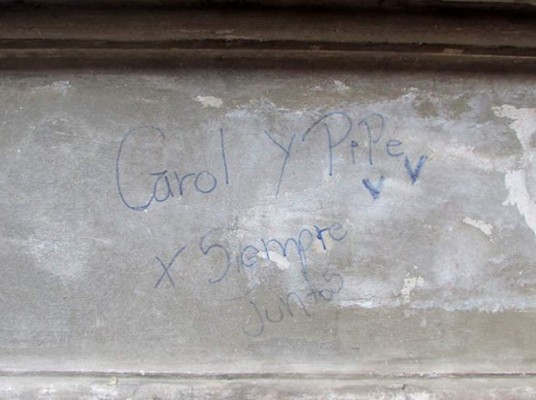 Carol y Pipe
x Siempre
Juntos